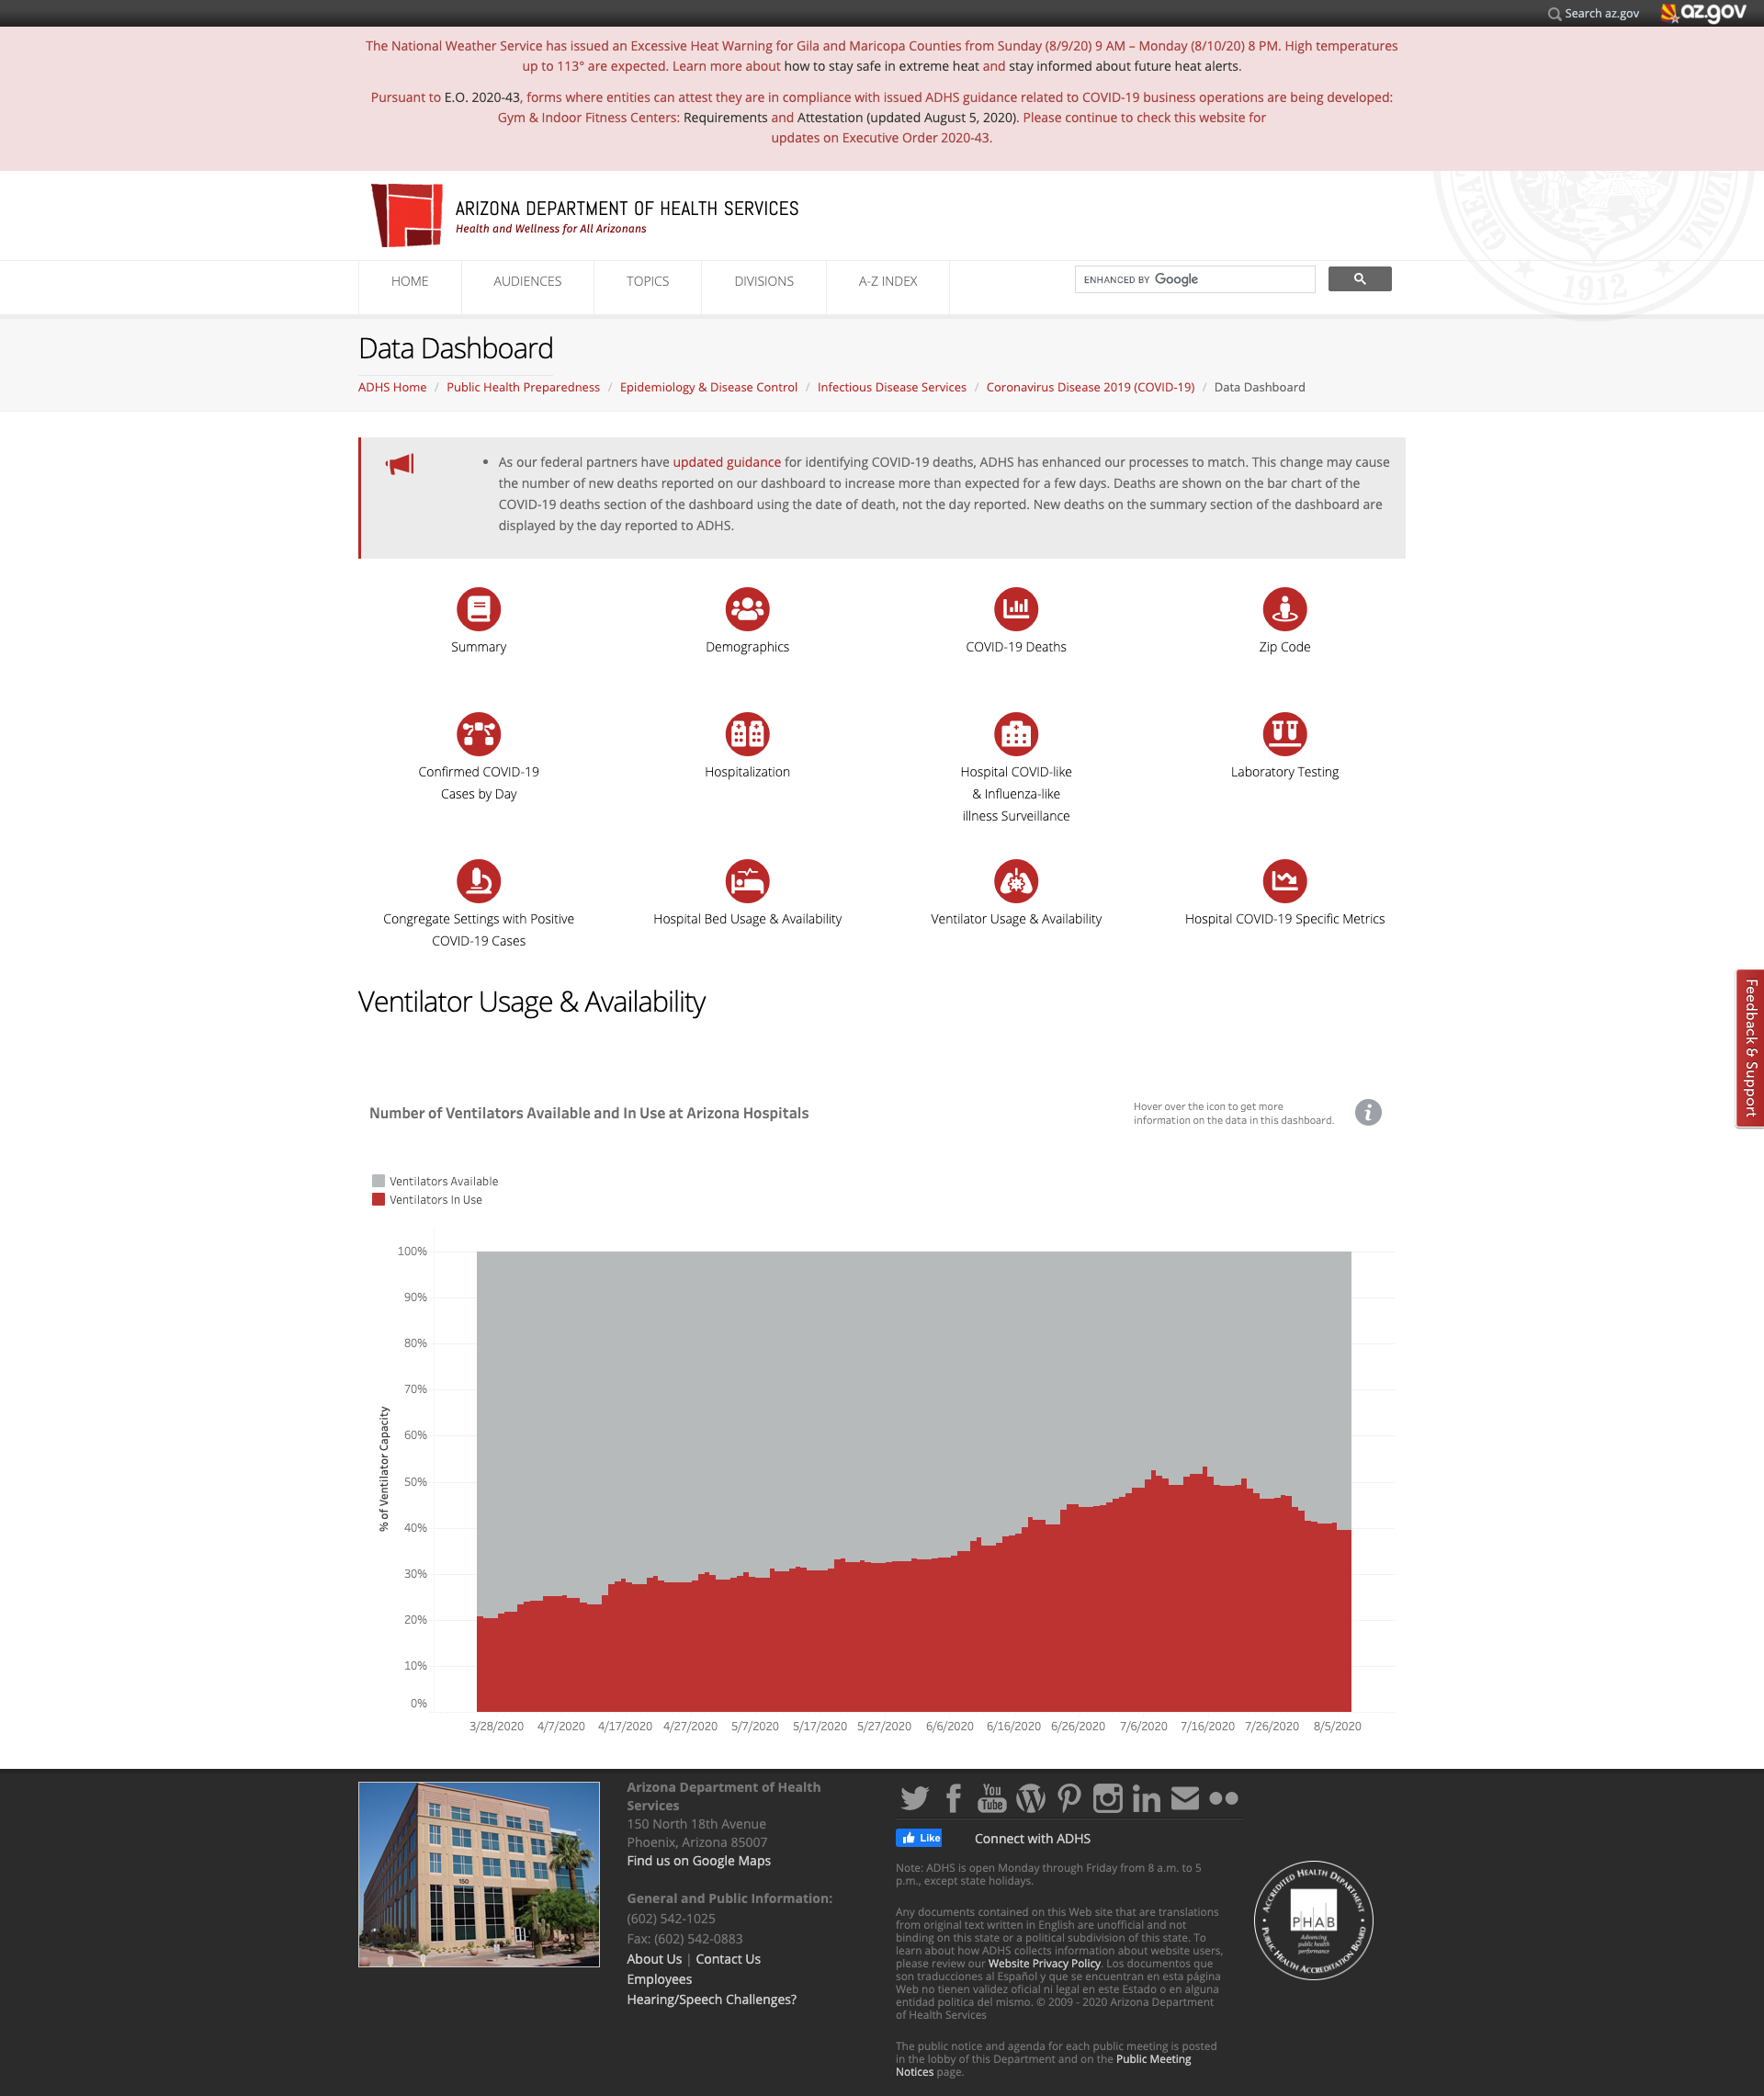 Search az.gov
az.gov
The National Weather Service has issued an Excessive Heat Warning for Gila and Maricopa Counties from Sunday (8/9/20) 9 AM – Monday (8/10/20) 8 PM. High temperatures
up to 113° are expected. Learn more about how to stay safe in extreme heat and stay informed about future heat alerts.
Pursuant to E.O. 2020-43, forms where entities can attest they are in compliance with issued ADHS guidance related to COVID-19 business operations are being developed:
Gym & Indoor Fitness Centers: Requirements and Attestation (updated August 5, 2020). Please continue to check this website for
updates on Executive Order 2020-43.
ARIZONA DEPARTMENT OF HEALTH SERVICES
Health and Wellness for All Arizonans
1912
HOME
AUDIENCES
TOPICS
DIVISIONS
A-Z INDEX
ENHANCED BY Google
Data Dashboard
ADHS Home / Public Health Preparedness / Epidemiology & Disease Control / Infectious Disease Services / Coronavirus Disease 2019 (COVID-19) / Data Dashboard
• As our federal partners have updated guidance for identifying COVID-19 deaths, ADHS has enhanced our processes to match. This change may cause
the number of new deaths reported on our dashboard to increase more than expected for a few days. Deaths are shown on the bar chart of the
COVID-19 deaths section of the dashboard using the date of death, not the day reported. New deaths on the summary section of the dashboard are
displayed by the day reported to ADHS.
Summary
Demographics
COVID-19 Deaths
Zip Code
Confirmed COVID-19
Cases by Day
Hospitalization
Hospital COVID-like
& Influenza-like
illness Surveillance
Laboratory Testing
Congregate Settings with Positive
COVID-19 Cases
Hospital Bed Usage & Availability
Ventilator Usage & Availability
Hospital COVID-19 Specific Metrics
Feedback & Support
Ventilator Usage & Availability
Number of Ventilators Available and In Use at Arizona Hospitals
Hover over the icon to get more
information on the data in this dashboard.
i
Ventilators Available
Ventilators In Use
% of Ventilator Capacity
100%
90%
80%
70%
60%
50%
40%
30%
20%
10%
0%
3/28/2020 4/7/2020 4/17/2020 4/27/2020 5/7/2020 5/17/2020 5/27/2020 6/6/2020 6/16/2020 6/26/2020 7/6/2020 7/16/2020 7/26/2020 8/5/2020
150
Arizona Department of Health
Services
150 North 18th Avenue
Phoenix, Arizona 85007
Find us on Google Maps
General and Public Information:
(602) 542-1025
Fax: (602) 542-0883
About Us | Contact Us
Employees
Hearing/Speech Challenges?
You
Tube
Like
Connect with ADHS
Note: ADHS is open Monday through Friday from 8 a.m. to 5
p.m., except state holidays.
Any documents contained on this Web site that are translations
from original text written in English are unofficial and not
binding on this state or a political subdivision of this state. To
learn about how ADHS collects information about website users,
please review our Website Privacy Policy. Los documentos que
son traducciones al Español y que se encuentran en esta página
Web no tienen validez oficial ni legal en este Estado o en alguna
entidad politica del mismo. © 2009 - 2020 Arizona Department
of Health Services
The public notice and agenda for each public meeting is posted
in the lobby of this Department and on the Public Meeting
Notices page.
ACCREDITED HEALTH DEPARTMENT
PHAB
Advancing
public health
performance
PUBLIC HEALTH ACCREDITATION BOARD